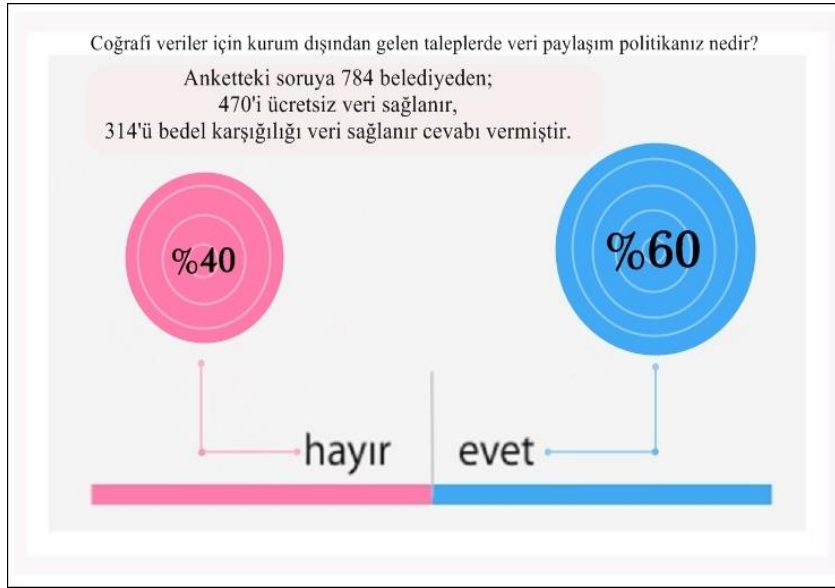 Coğrafi veriler için kurum dışından gelen taleplerde veri paylaşım politikanız nedir?
Anketteki soruya 784 belediyeden;
470'i ücretsiz veri sağlanır,
314'ü bedel karşığılığı veri sağlanır cevabı vermiştir.
%40
%60
hayır
evet